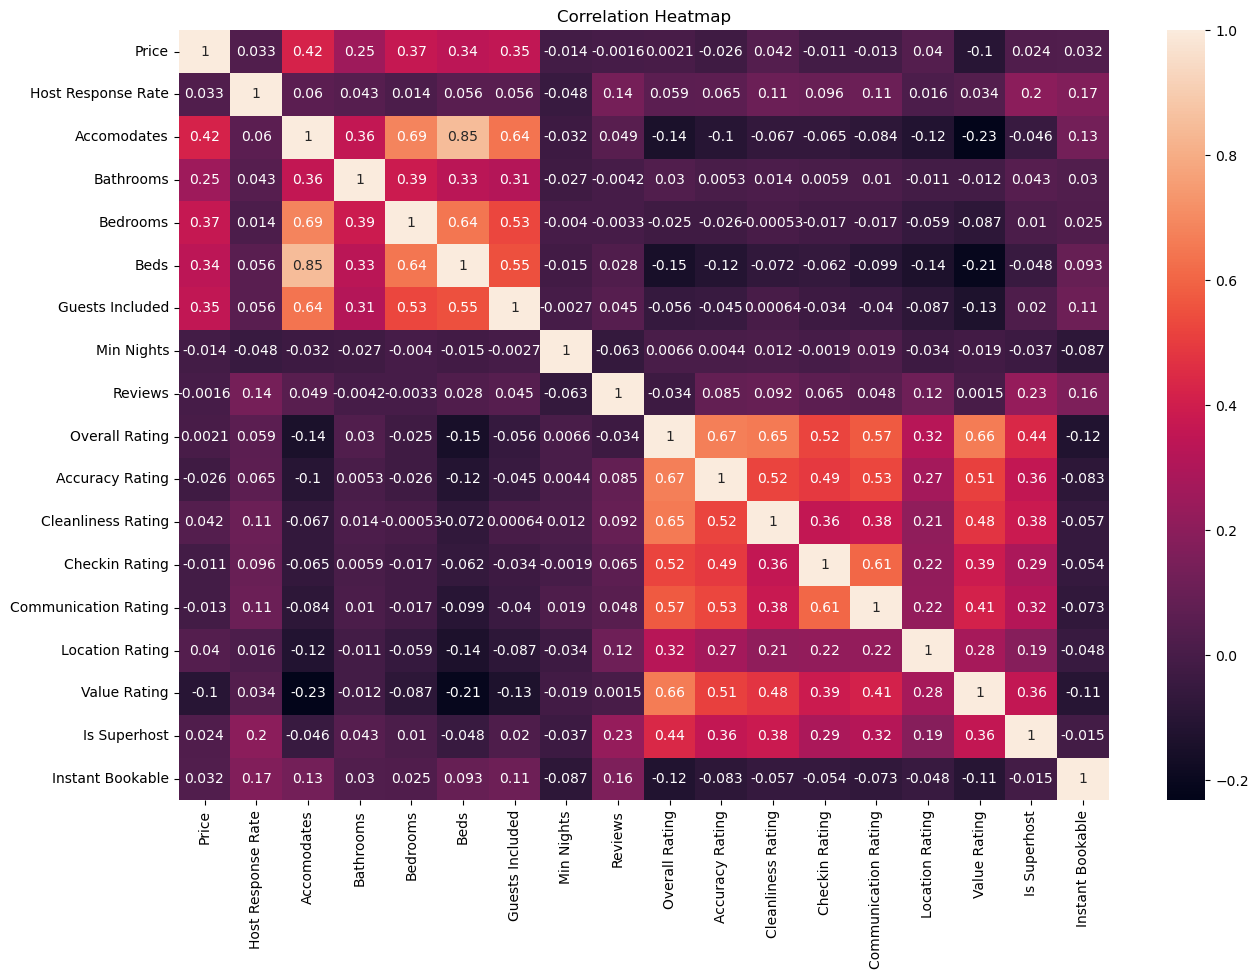 Correlation Heatmap
Price 1 0.033 0.42 0.25 0.37 0.34 0.35 -0.014 -0.0016 0.0021 -0.026 0.042 -0.011 -0.013 0.04 -0.1 0.024 0.032
Host Response Rate 0.033 1 0.06 0.043 0.014 0.056 0.056 -0.048 0.14 0.059 0.065 0.11 0.096 0.11 0.016 0.034 0.2 0.17
Accomodates 0.42 0.06 1 0.36 0.69 0.85 0.64 -0.032 0.049 -0.14 -0.1 -0.067 -0.065 -0.084 -0.12 -0.23 -0.046 0.13
Bathrooms 0.25 0.043 0.36 1 0.39 0.33 0.31 -0.027 -0.0042 0.03 0.0053 0.014 0.0059 0.01 -0.011 -0.012 0.043 0.03
Bedrooms 0.37 0.014 0.69 0.39 1 0.64 0.53 -0.004 -0.0033 -0.025 -0.026 -0.00053 -0.017 -0.017 -0.059 -0.087 0.01 0.025
Beds 0.34 0.056 0.85 0.33 0.64 1 0.55 -0.015 0.028 -0.15 -0.12 -0.072 -0.062 -0.099 -0.14 -0.21 -0.048 0.093
Guests Included 0.35 0.056 0.64 0.31 0.53 0.55 1 -0.0027 0.045 -0.056 -0.045 0.00064 -0.034 -0.04 -0.087 -0.13 0.02 0.11
Min Nights -0.014 -0.048 -0.032 -0.027 -0.004 -0.015 -0.0027 1 -0.063 0.0066 0.0044 0.012 -0.0019 0.019 -0.034 -0.019 -0.037 -0.087
Reviews -0.0016 0.14 0.049 -0.0042 -0.0033 0.028 0.045 -0.063 1 -0.034 0.085 0.092 0.065 0.048 0.12 0.0015 0.23 0.16
Overall Rating 0.0021 0.059 -0.14 0.03 -0.025 -0.15 -0.056 0.0066 -0.034 1 0.67 0.65 0.52 0.57 0.32 0.66 0.44 -0.12
Accuracy Rating -0.026 0.065 -0.1 0.0053 -0.026 -0.12 -0.045 0.0044 0.085 0.67 1 0.52 0.49 0.53 0.27 0.51 0.36 -0.083
Cleanliness Rating 0.042 0.11 -0.067 0.014 -0.00053 -0.072 0.00064 0.012 0.092 0.65 0.52 1 0.36 0.38 0.21 0.48 0.38 -0.057
Checkin Rating -0.011 0.096 -0.065 0.0059 -0.017 -0.062 -0.034 -0.0019 0.065 0.52 0.49 0.36 1 0.61 0.22 0.39 0.29 -0.054
Communication Rating -0.013 0.11 -0.084 0.01 -0.017 -0.099 -0.04 0.019 0.048 0.57 0.53 0.38 0.61 1 0.22 0.41 0.32 -0.073
Location Rating 0.04 0.016 -0.12 -0.011 -0.059 -0.14 -0.087 -0.034 0.12 0.32 0.27 0.21 0.22 0.22 1 0.28 0.19 -0.048
Value Rating -0.1 0.034 -0.23 -0.012 -0.087 -0.21 -0.13 -0.019 0.0015 0.66 0.51 0.48 0.39 0.41 0.28 1 0.36 -0.11
Is Superhost 0.024 0.2 -0.046 0.043 0.01 -0.048 0.02 -0.037 0.23 0.44 0.36 0.38 0.29 0.32 0.19 0.36 1 -0.015
Instant Bookable 0.032 0.17 0.13 0.03 0.025 0.093 0.11 -0.087 0.16 -0.12 -0.083 -0.057 -0.054 -0.073 -0.048 -0.11 -0.015 1
Price
Host Response Rate
Accomodates
Bathrooms
Bedrooms
Beds
Guests Included
Min Nights
Reviews
Overall Rating
Accuracy Rating
Cleanliness Rating
Checkin Rating
Communication Rating
Location Rating
Value Rating
Is Superhost
Instant Bookable
1.0
0.8
0.6
0.4
0.2
0.0
−0.2